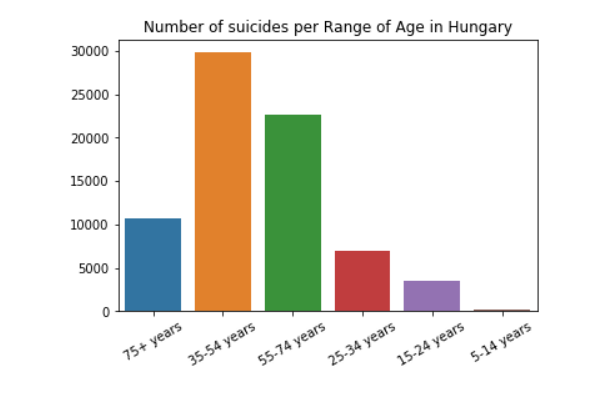 Number of suicides per Range of Age in Hungary
30000
25000
20000
15000
10000
5000
0
75+ years
35-54 years
55-74 years
25-34 years
15-24 years
5-14 years